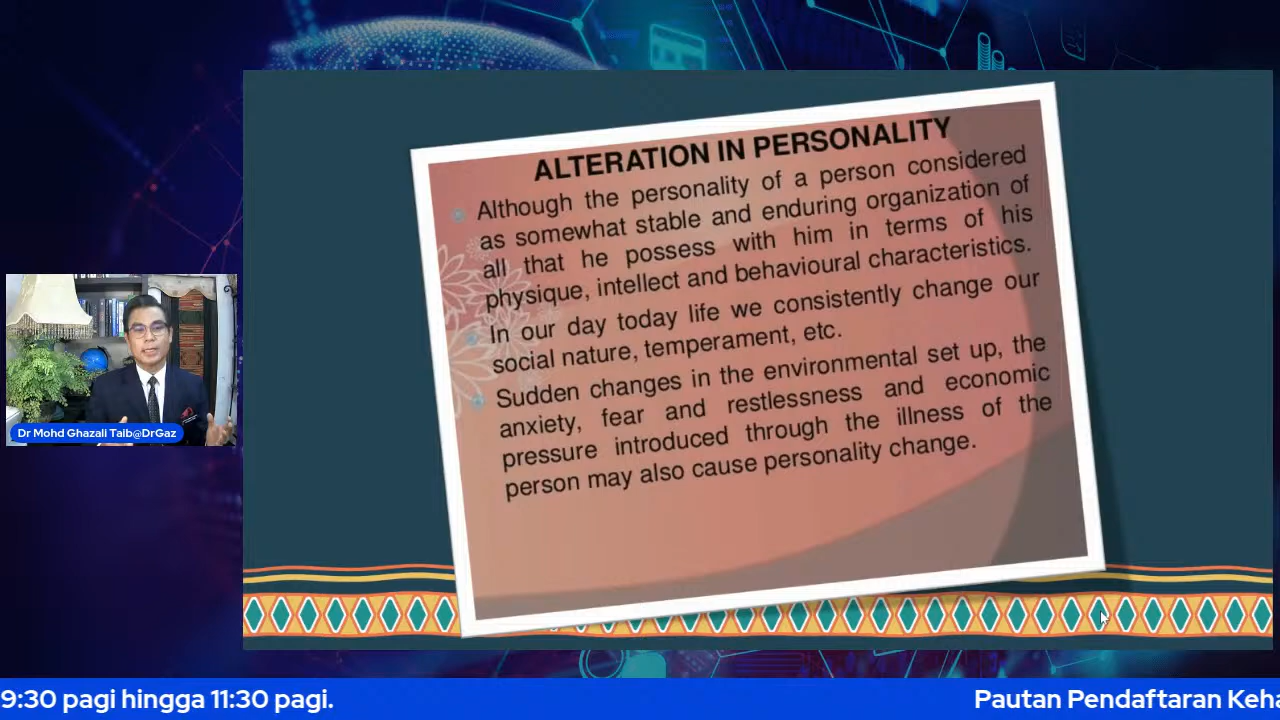 ALTERATION IN PERSONALITY
Although the personality of a person considered
as somewhat stable and enduring organization of
all that he possess with him in terms of his
physique, intellect and behavioural characteristics.
In our day today life we consistently change our
social nature, temperament, etc.
Sudden changes in the environmental set up, the
anxiety, fear and restlessness and economic
pressure introduced through the illness of the
person may also cause personality change.
Dr Mohd Ghazali Taib@DrGaz
9:30 pagi hingga 11:30 pagi.
Pautan Pendaftaran Keha